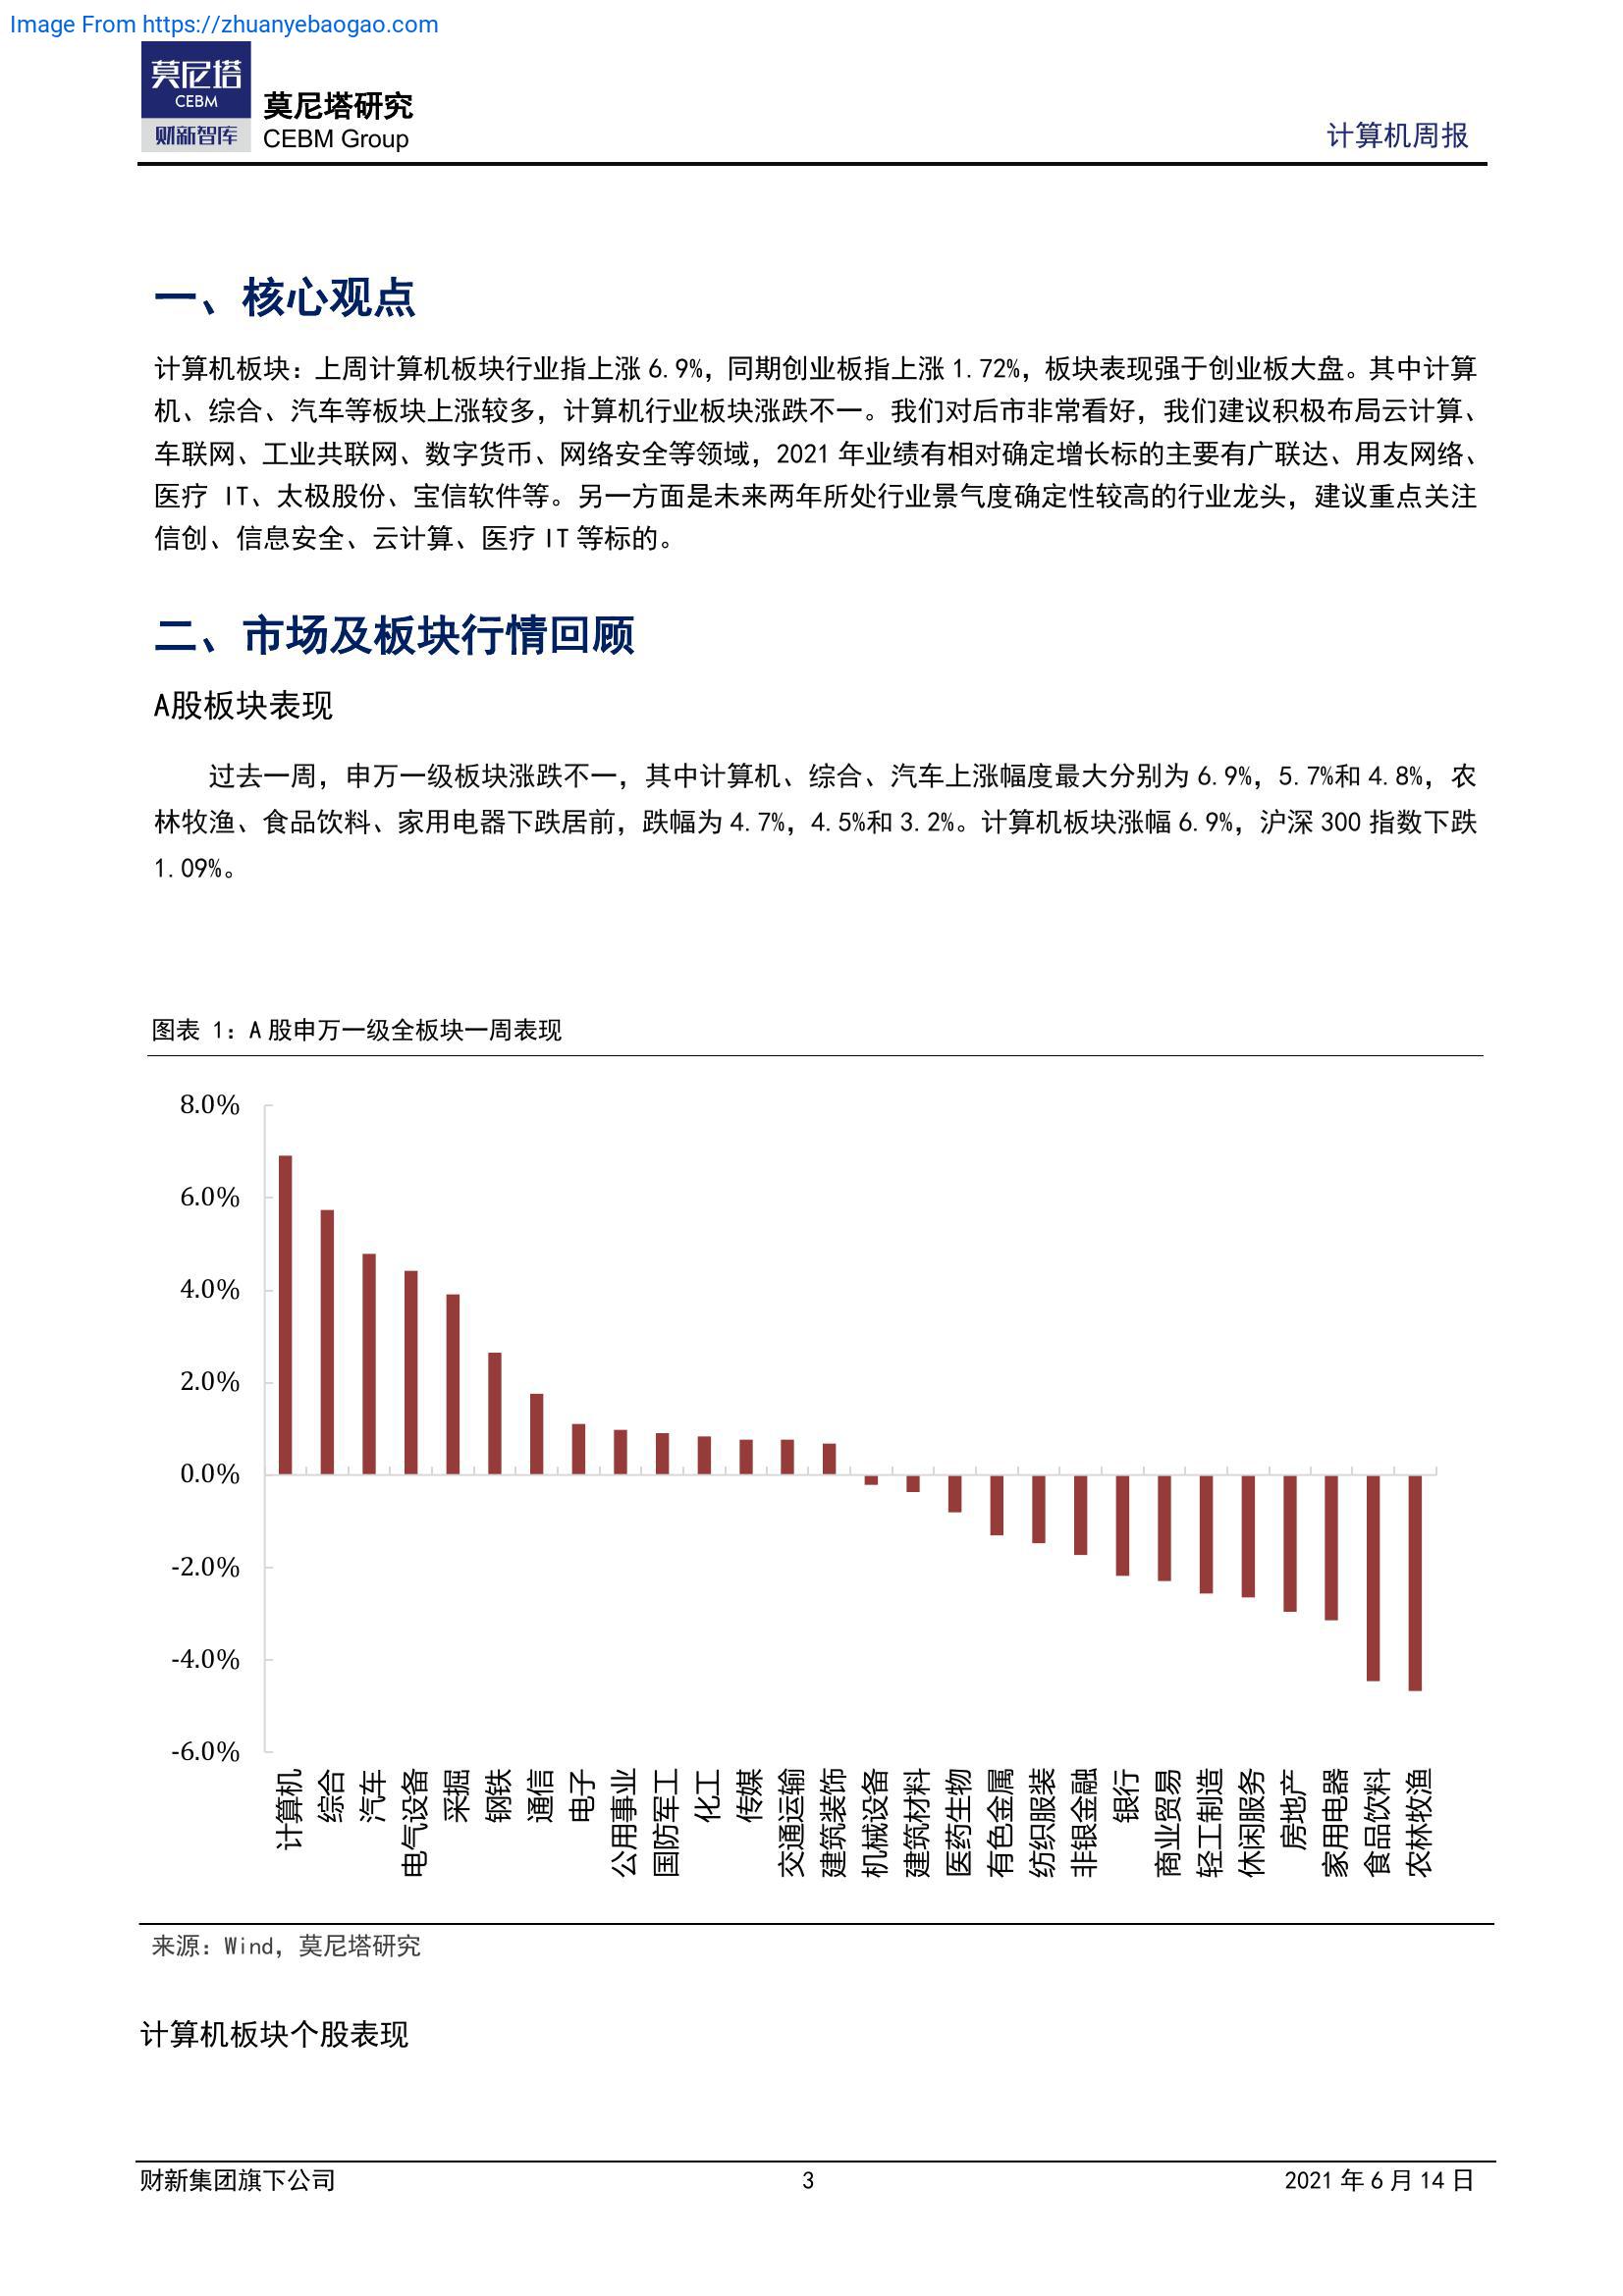 Image From https://zhuanyebaogao.com
莫尼塔
CEBM
财新智库
莫尼塔研究
CEBM Group
计算机周报
一、核心观点
计算机板块：上周计算机板块行业指上涨 6.9%，同期创业板指上涨 1.72%，板块表现强于创业板大盘。其中计算
机、综合、汽车等板块上涨较多，计算机行业板块涨跌不一。我们对后市非常看好，我们建议积极布局云计算、
车联网、工业共联网、数字货币、网络安全等领域，2021 年业绩有相对确定增长标的主要有广联达、用友网络、
医疗 IT、太极股份、宝信软件等。另一方面是未来两年所处行业景气度确定性较高的行业龙头，建议重点关注
信创、信息安全、云计算、医疗 IT 等标的。
二、市场及板块行情回顾
A股板块表现
过去一周，申万一级板块涨跌不一，其中计算机、综合、汽车上涨幅度最大分别为 6.9%，5.7%和 4.8%，农
林牧渔、食品饮料、家用电器下跌居前，跌幅为 4.7%，4.5%和 3.2%。计算机板块涨幅 6.9%，沪深 300 指数下跌
1.09%。
图表 1：A 股申万一级全板块一周表现
8.0%
6.0%
4.0%
2.0%
0.0%
-2.0%
-4.0%
-6.0%
计算机
综合
汽车
电气设备
采掘
钢铁
通信
电子
公用事业
国防军工
化工
传媒
交通运输
建筑装饰
机械设备
建筑材料
医药生物
有色金属
纺织服装
非银金融
银行
商业贸易
轻工制造
休闲服务
房地产
家用电器
食品饮料
农林牧渔
来源：Wind，莫尼塔研究
计算机板块个股表现
财新集团旗下公司
3
2021 年 6 月 14 日